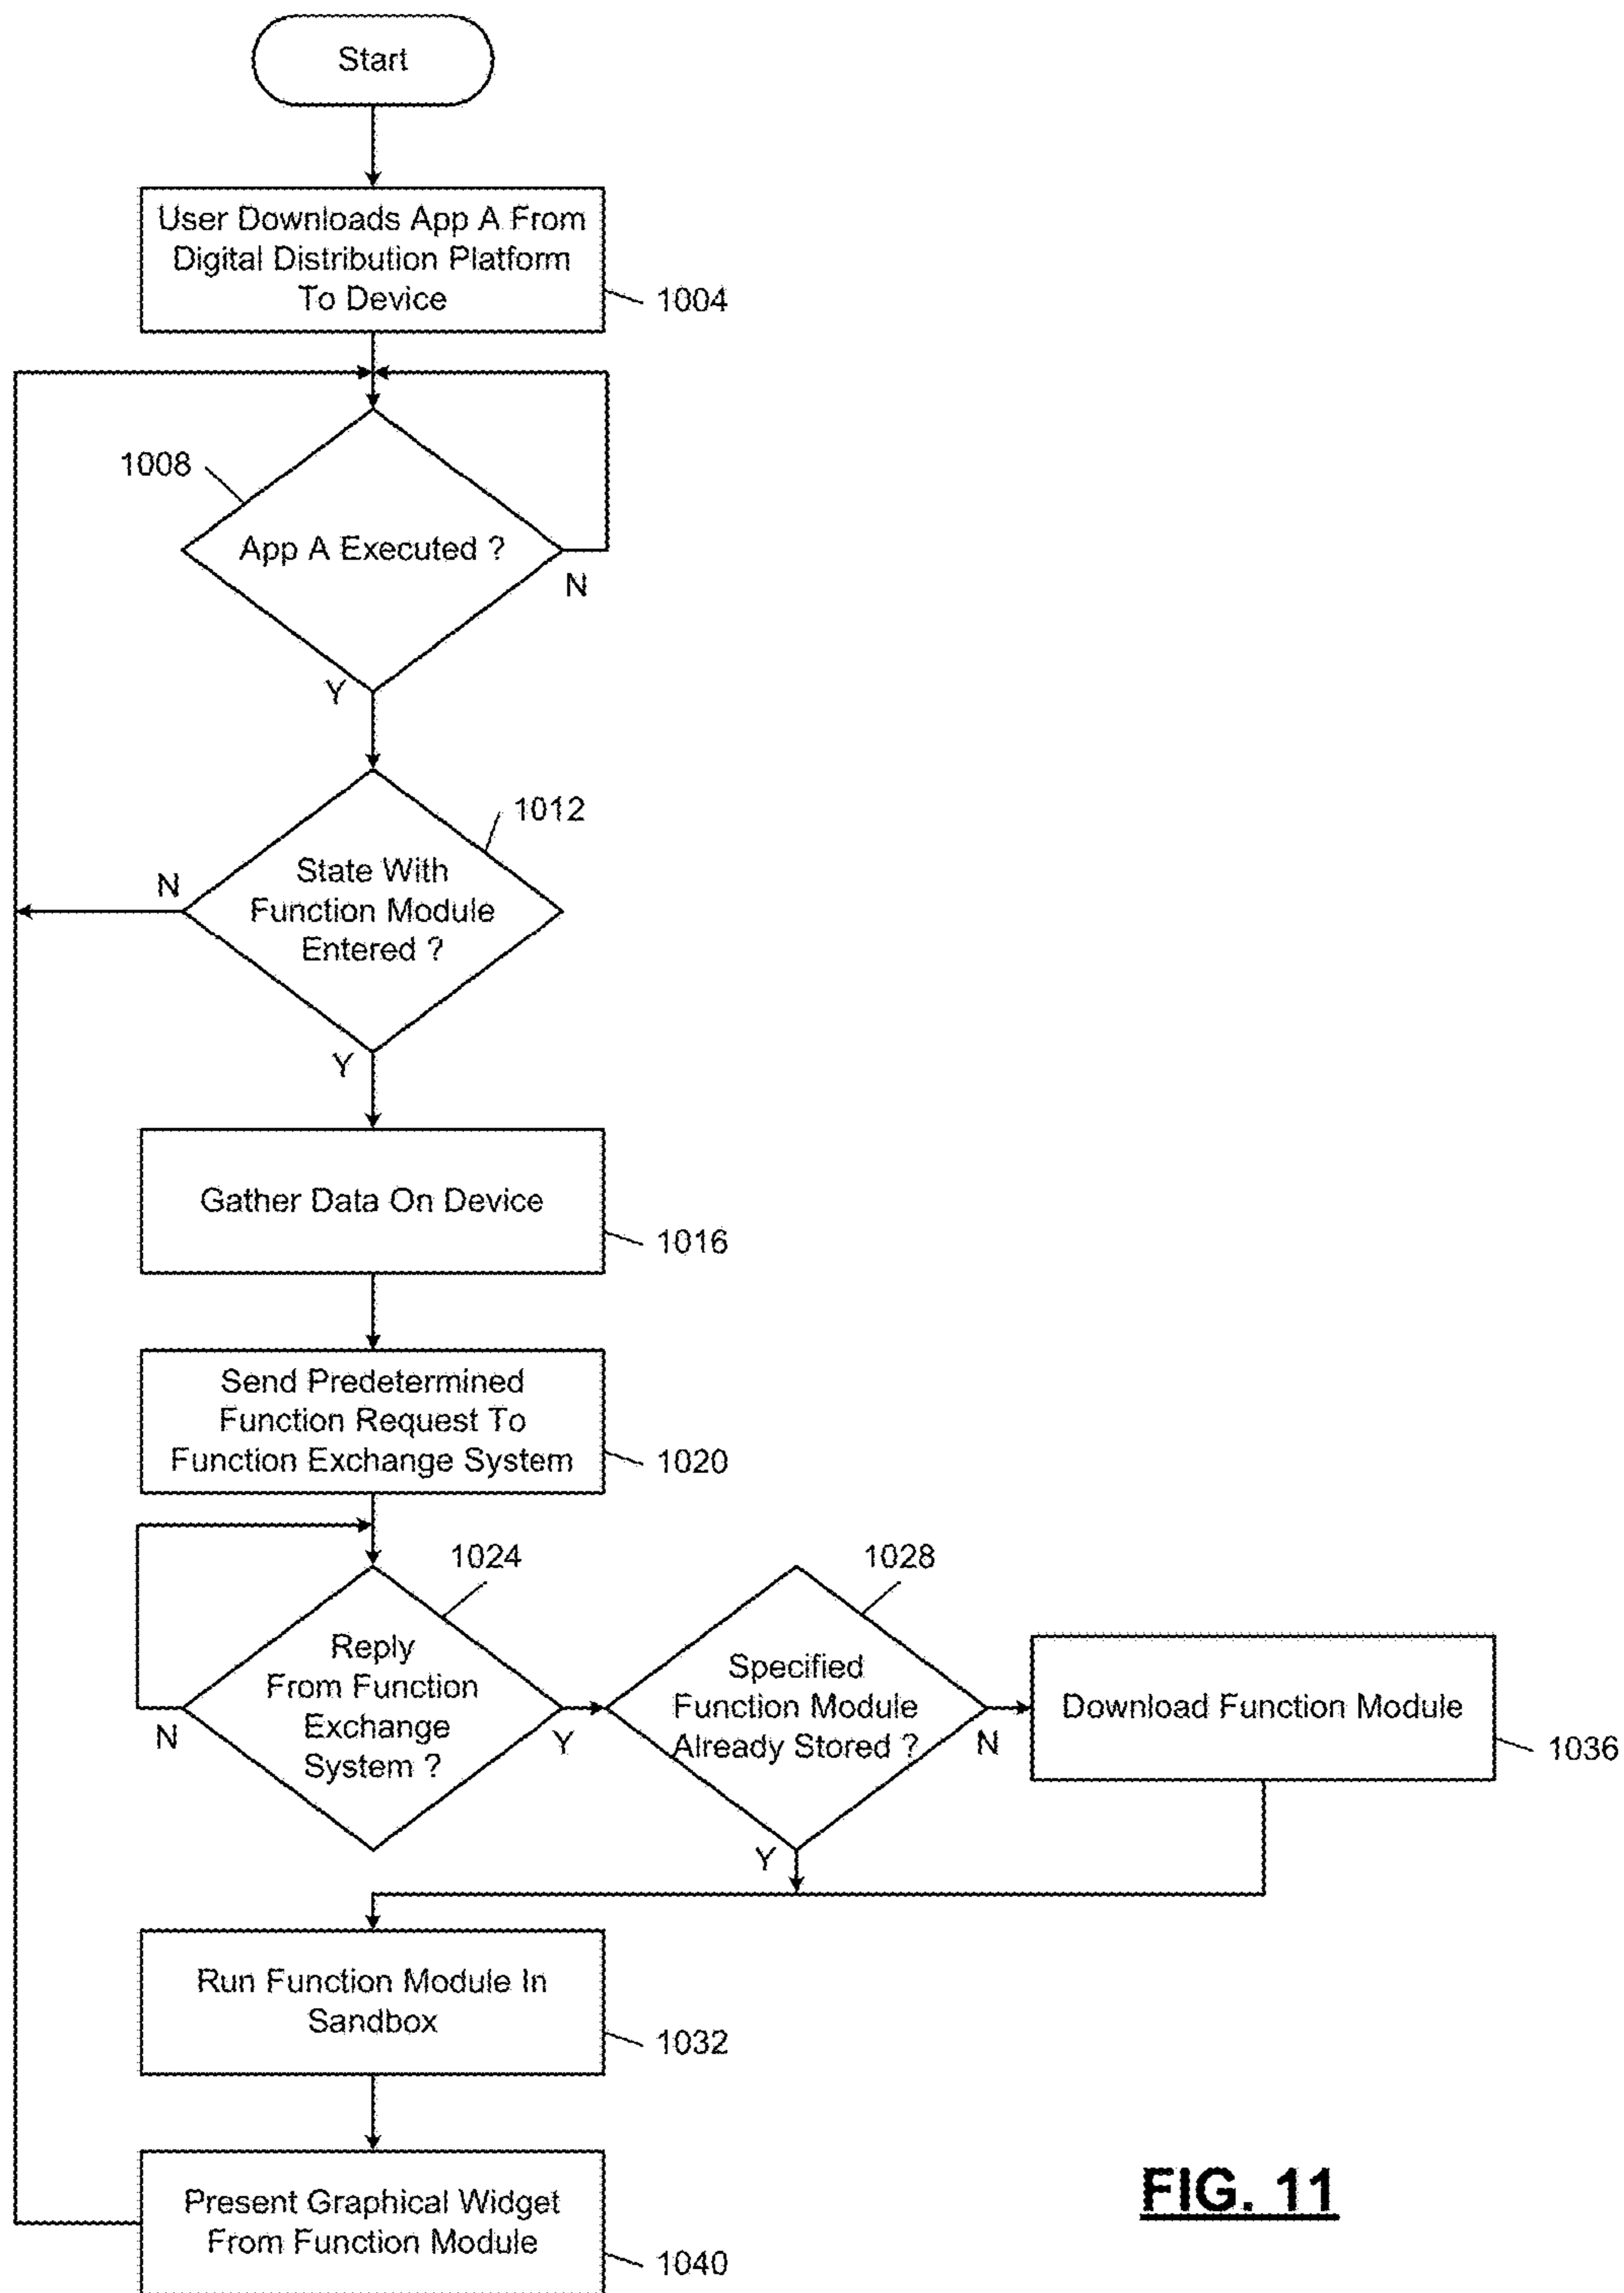 Start
User Downloads App A From
Digital Distribution Platform
To Device
1004
1008
App A Executed ?
N
Y
1012
State With
Function Module
Entered ?
N
Y
Gather Data On Device
1016
Send Predetermined
Function Request To
Function Exchange System
1020
1024
Reply
From Function
Exchange
System ?
N
Y
1028
Specified
Function Module
Already Stored ?
N
Y
Download Function Module
1036
Run Function Module In
Sandbox
1032
Present Graphical Widget
From Function Module
1040
FIG. 11